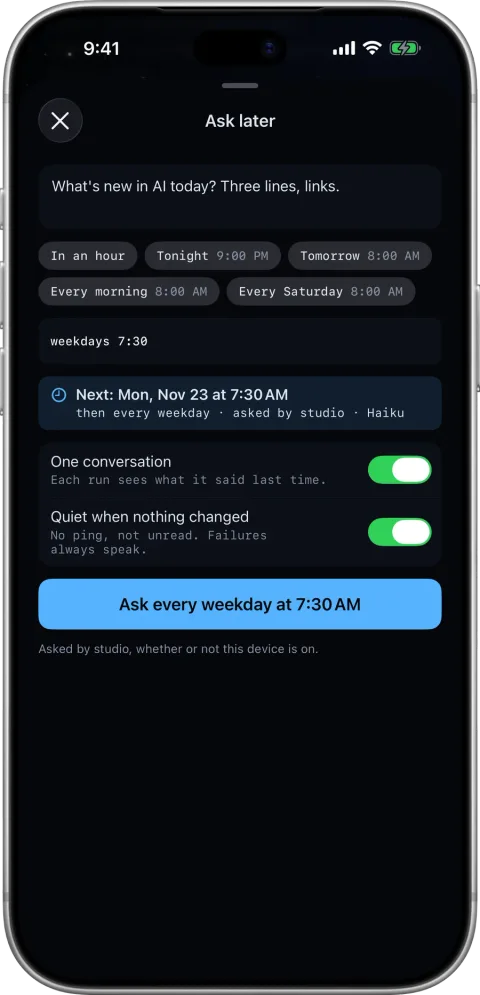 9:41
Ask later
What's new in AI today? Three lines, links.
In an hour Tonight 9:00 PM Tomorrow 8:00 AM
Every morning 8:00 AM Every Saturday 8:00 AM
weekdays 7:30
Next: Mon, Nov 23 at 7:30 AM
then every weekday · asked by studio · Haiku
One conversation
Each run sees what it said last time.
Quiet when nothing changed
No ping, not unread. Failures
always speak.
Ask every weekday at 7:30 AM
Asked by studio, whether or not this device is on.